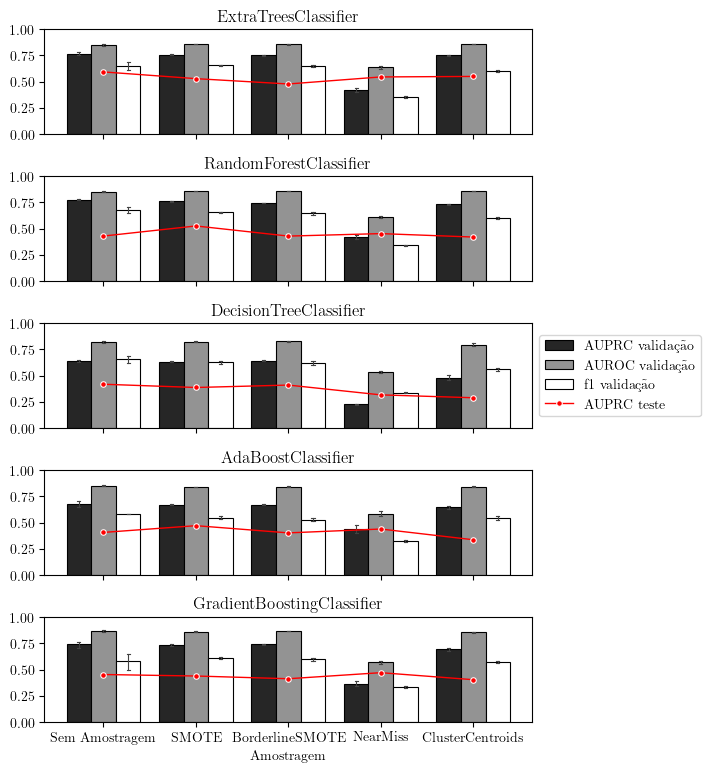 ExtraTreesClassifier
1.00
0.75
0.50
0.25
0.00
RandomForestClassifier
1.00
0.75
0.50
0.25
0.00
DecisionTreeClassifier
1.00
0.75
0.50
0.25
0.00
AUPRC validação
AUROC validação
f1 validação
AUPRC teste
AdaBoostClassifier
1.00
0.75
0.50
0.25
0.00
GradientBoostingClassifier
1.00
0.75
0.50
0.25
0.00
Sem Amostragem SMOTE BorderlineSMOTE NearMiss ClusterCentroids
Amostragem